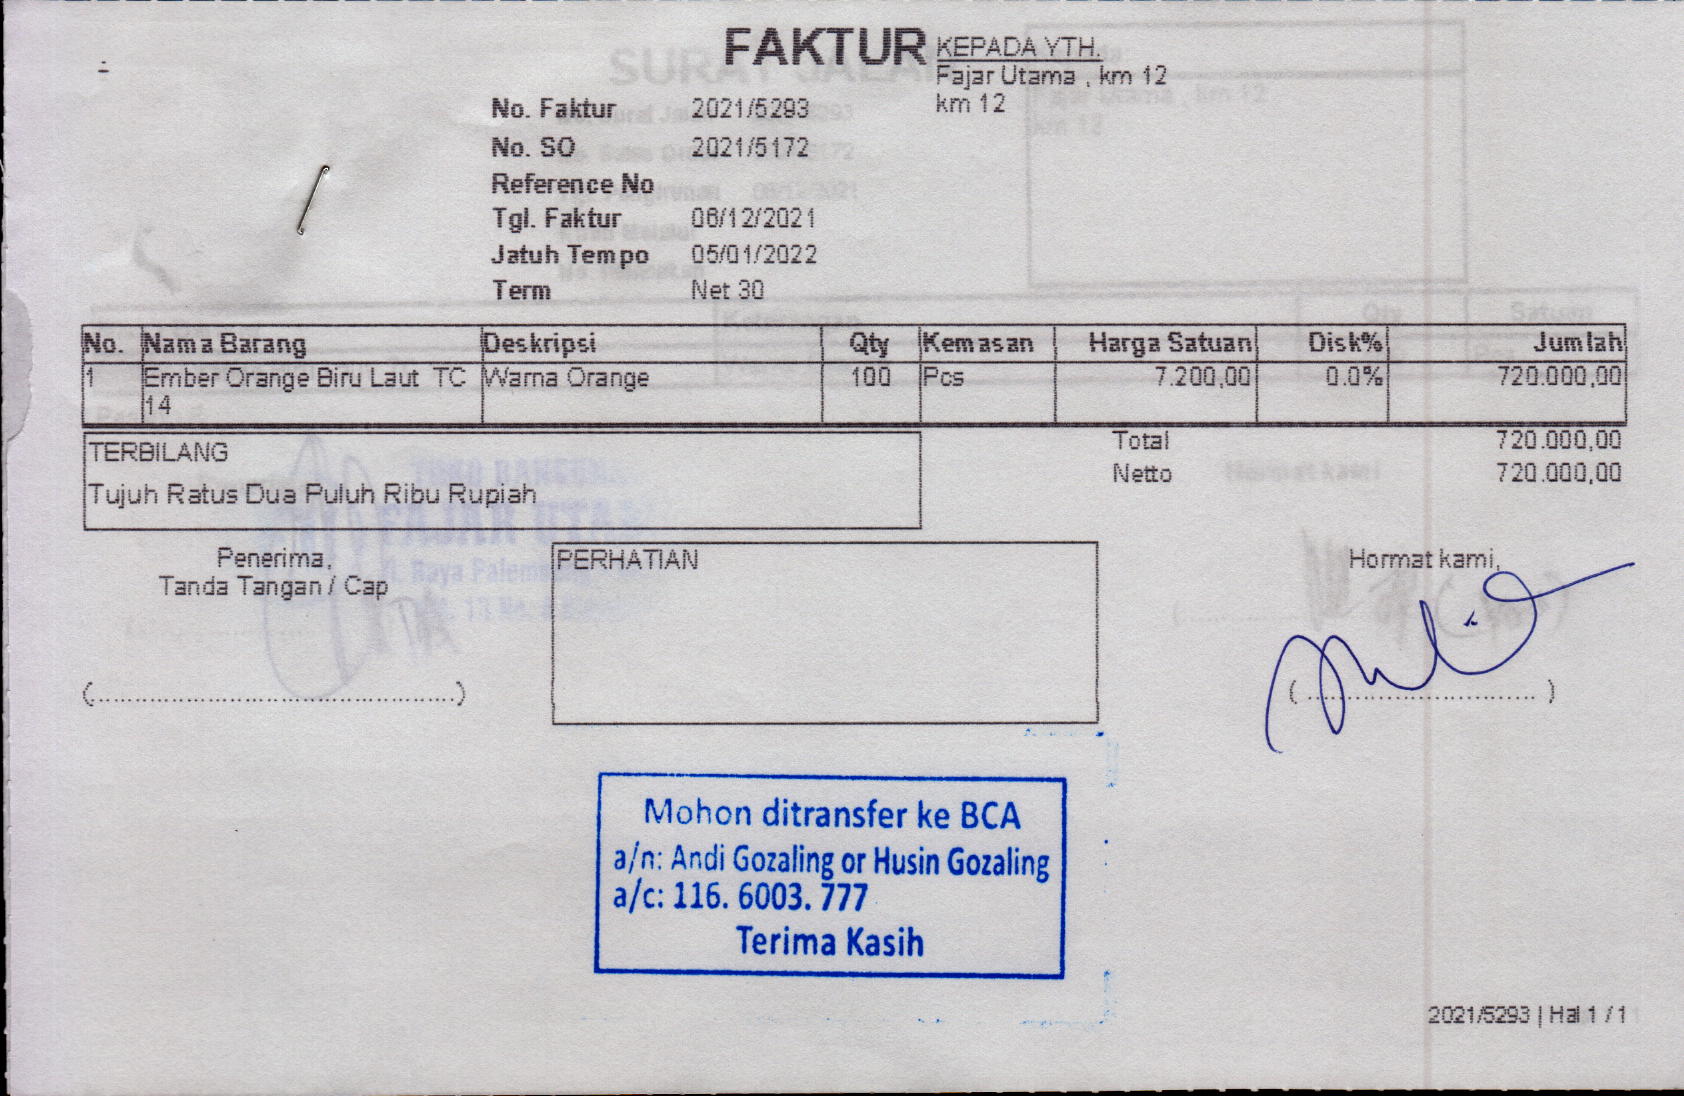 FAKTUR
KEPADA YTH.
Fajar Utama , km 12
km 12
No. Faktur 2021/5293
No. SO 2021/5172
Reference No
Tgl. Faktur 06/12/2021
Jatuh Tempo 05/01/2022
Term Net 30
No. Nama Barang Deskripsi Qty Kemasan Harga Satuan Disk% Jumlah
1 Ember Orange Biru Laut TC Warna Orange 100 Pcs 7.200,00 0.0% 720.000,00
14
TERBILANG
Tujuh Ratus Dua Puluh Ribu Rupiah
Total 720.000,00
Netto 720.000,00
Penerima,
Tanda Tangan / Cap
(....................................................)
PERHATIAN
Hormat kami,
( ................................. )
Mohon ditransfer ke BCA
a/n: Andi Gozaling or Husin Gozaling
a/c: 116. 6003. 777
Terima Kasih
2021/5293 | Hal 1 / 1